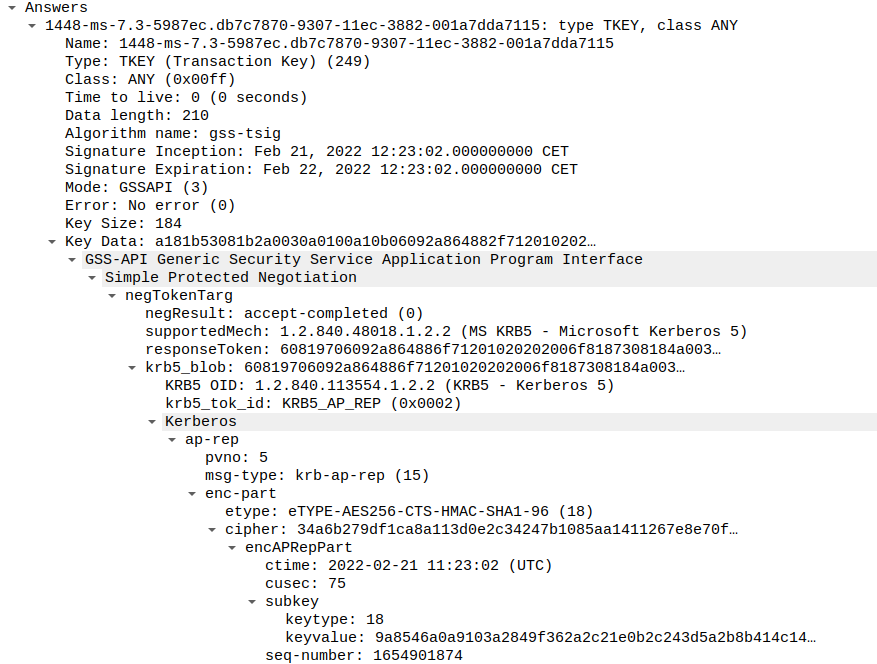 Answers
1448-ms-7.3-5987ec.db7c7870-9307-11ec-3882-001a7dda7115: type TKEY, class ANY
Name: 1448-ms-7.3-5987ec.db7c7870-9307-11ec-3882-001a7dda7115
Type: TKEY (Transaction Key) (249)
Class: ANY (0x00ff)
Time to live: 0 (0 seconds)
Data length: 210
Algorithm name: gss-tsig
Signature Inception: Feb 21, 2022 12:23:02.000000000 CET
Signature Expiration: Feb 22, 2022 12:23:02.000000000 CET
Mode: GSSAPI (3)
Error: No error (0)
Key Size: 184
Key Data: a181b53081b2a0030a0100a10b06092a864882f712010202…
GSS-API Generic Security Service Application Program Interface
Simple Protected Negotiation
negTokenTarg
negResult: accept-completed (0)
supportedMech: 1.2.840.48018.1.2.2 (MS KRB5 - Microsoft Kerberos 5)
responseToken: 60819706092a864886f71201020202006f8187308184a003…
krb5_blob: 60819706092a864886f71201020202006f8187308184a003…
KRB5 OID: 1.2.840.113554.1.2.2 (KRB5 - Kerberos 5)
krb5_tok_id: KRB5_AP_REP (0x0002)
Kerberos
ap-rep
pvno: 5
msg-type: krb-ap-rep (15)
enc-part
etype: eTYPE-AES256-CTS-HMAC-SHA1-96 (18)
cipher: 34a6b279df1ca8a113d0e2c34247b1085aa1411267e8e70f…
encAPRepPart
ctime: 2022-02-21 11:23:02 (UTC)
cusec: 75
subkey
keytype: 18
keyvalue: 9a8546a0a9103a2849f362a2c21e0b2c243d5a2b8b414c14…
seq-number: 1654901874